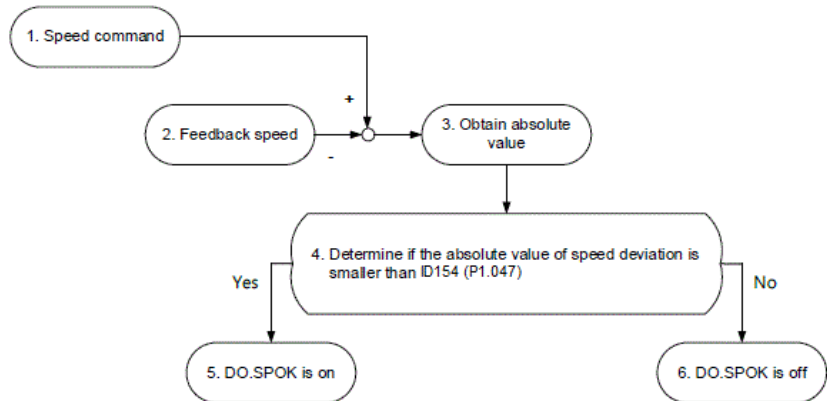 1. Speed command
+
2. Feedback speed
-
3. Obtain absolute
value
4. Determine if the absolute value of speed deviation is
smaller than ID154 (P1.047)
Yes
No
5. DO.SPOK is on
6. DO.SPOK is off